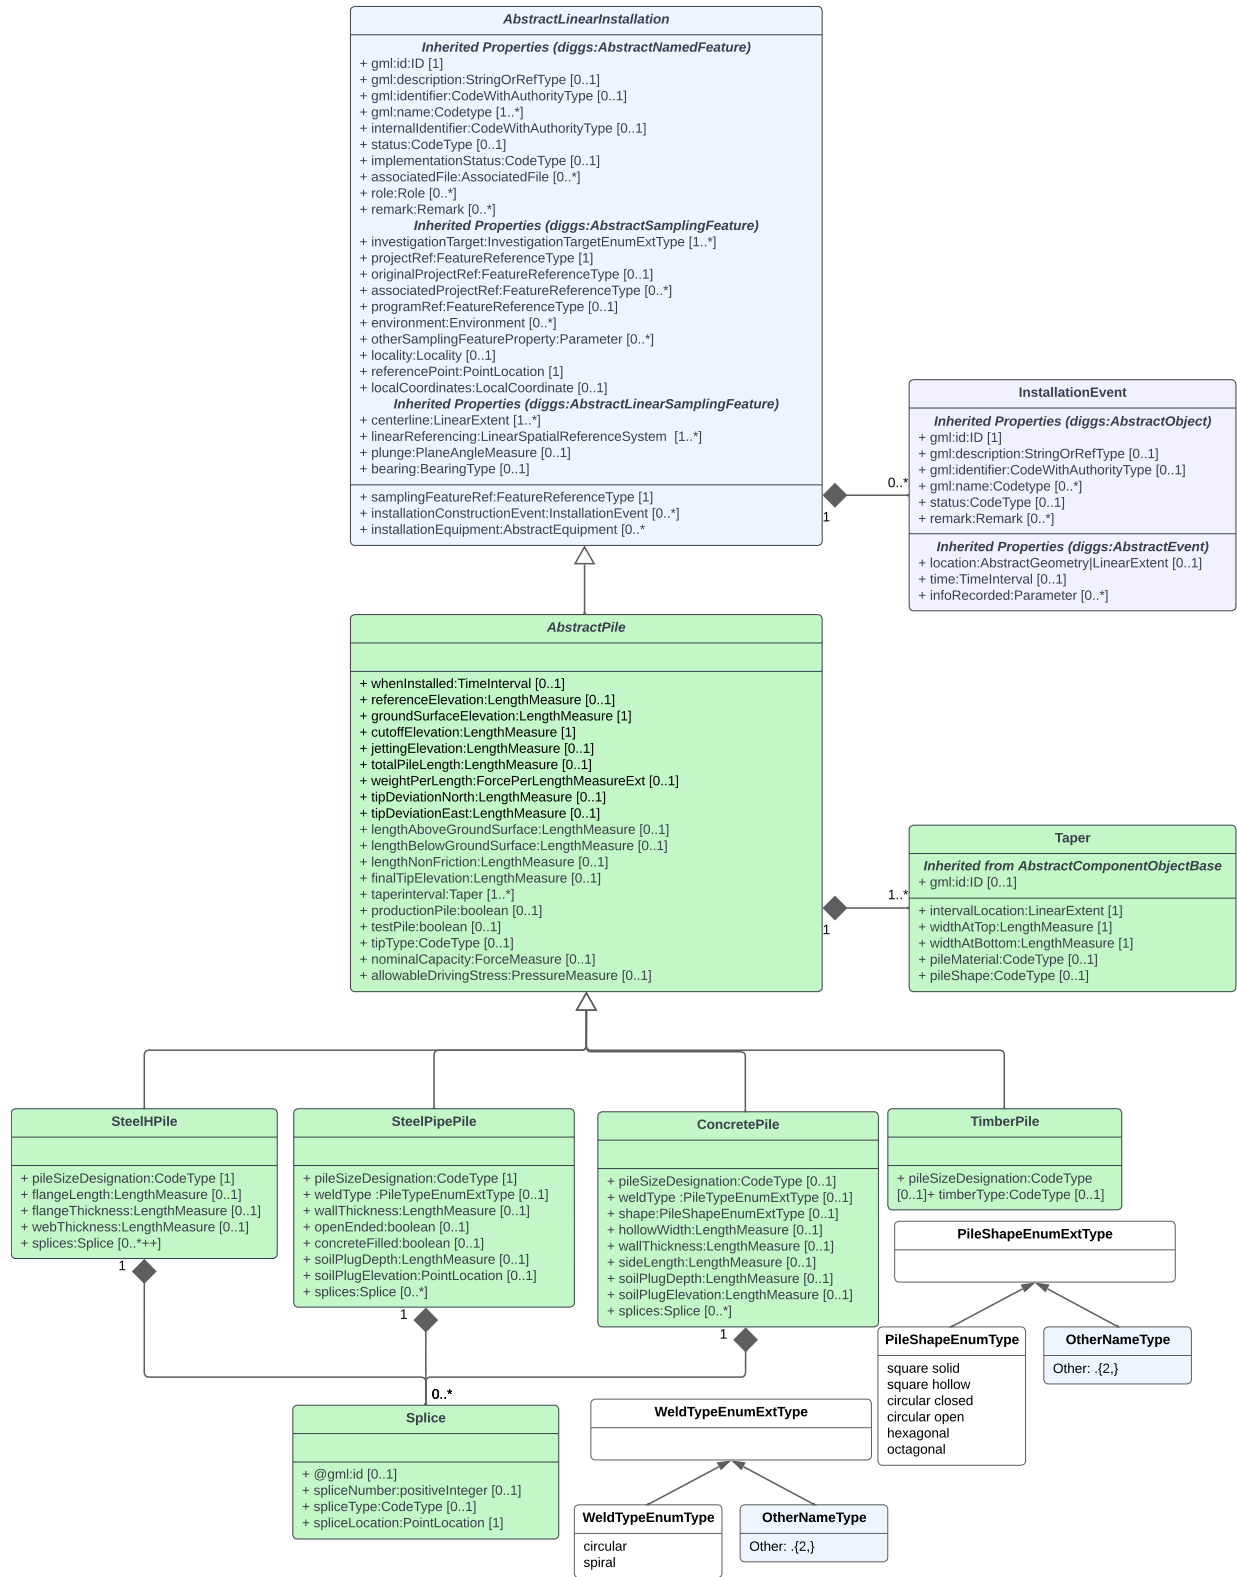 AbstractLinearInstallation
Inherited Properties (diggs:AbstractNamedFeature)
+ gml:id:ID [1]
+ gml:description:StringOrRefType [0..1]
+ gml:identifier:CodeWithAuthorityType [0..1]
+ gml:name:Codetype [1..*]
+ internalIdentifier:CodeWithAuthorityType [0..1]
+ status:CodeType [0..1]
+ implementationStatus:CodeType [0..1]
+ associatedFile:AssociatedFile [0..*]
+ role:Role [0..*]
+ remark:Remark [0..*]
Inherited Properties (diggs:AbstractSamplingFeature)
+ investigationTarget:InvestigationTargetEnumExtType [1..*]
+ projectRef:FeatureReferenceType [1]
+ originalProjectRef:FeatureReferenceType [0..1]
+ associatedProjectRef:FeatureReferenceType [0..*]
+ programRef:FeatureReferenceType [0..1]
+ environment:Environment [0..*]
+ otherSamplingFeatureProperty:Parameter [0..*]
+ locality:Locality [0..1]
+ referencePoint:PointLocation [1]
+ localCoordinates:LocalCoordinate [0..1]
Inherited Properties (diggs:AbstractLinearSamplingFeature)
+ centerline:LinearExtent [1..*]
+ linearReferencing:LinearSpatialReferenceSystem  [1..*]
+ plunge:PlaneAngleMeasure [0..1]
+ bearing:BearingType [0..1]
+ samplingFeatureRef:FeatureReferenceType [1]
+ installationConstructionEvent:InstallationEvent [0..*]
+ installationEquipment:AbstractEquipment [0..*
1
0..*
InstallationEvent
Inherited Properties (diggs:AbstractObject)
+ gml:id:ID [1]
+ gml:description:StringOrRefType [0..1]
+ gml:identifier:CodeWithAuthorityType [0..1]
+ gml:name:Codetype [0..*]
+ status:CodeType [0..1]
+ remark:Remark [0..*]
Inherited Properties (diggs:AbstractEvent)
+ location:AbstractGeometry|LinearExtent [0..1]
+ time:TimeInterval [0..1]
+ infoRecorded:Parameter [0..*]
AbstractPile
+ whenInstalled:TimeInterval [0..1]
+ referenceElevation:LengthMeasure [0..1]
+ groundSurfaceElevation:LengthMeasure [1]
+ cutoffElevation:LengthMeasure [1]
+ jettingElevation:LengthMeasure [0..1]
+ totalPileLength:LengthMeasure [0..1]
+ weightPerLength:ForcePerLengthMeasureExt [0..1]
+ tipDeviationNorth:LengthMeasure [0..1]
+ tipDeviationEast:LengthMeasure [0..1]
+ lengthAboveGroundSurface:LengthMeasure [0..1]
+ lengthBelowGroundSurface:LengthMeasure [0..1]
+ lengthNonFriction:LengthMeasure [0..1]
+ finalTipElevation:LengthMeasure [0..1]
+ taperinterval:Taper [1..*]
+ productionPile:boolean [0..1]
+ testPile:boolean [0..1]
+ tipType:CodeType [0..1]
+ nominalCapacity:ForceMeasure [0..1]
+ allowableDrivingStress:PressureMeasure [0..1]
1
1..*
Taper
Inherited from AbstractComponentObjectBase
+ gml:id:ID [0..1]
+ intervalLocation:LinearExtent [1]
+ widthAtTop:LengthMeasure [1]
+ widthAtBottom:LengthMeasure [1]
+ pileMaterial:CodeType [0..1]
+ pileShape:CodeType [0..1]
SteelHPile
+ pileSizeDesignation:CodeType [1]
+ flangeLength:LengthMeasure [0..1]
+ flangeThickness:LengthMeasure [0..1]
+ webThickness:LengthMeasure [0..1]
+ splices:Splice [0..*++]
1
SteelPipePile
+ pileSizeDesignation:CodeType [1]
+ weldType :PileTypeEnumExtType [0..1]
+ wallThickness:LengthMeasure [0..1]
+ openEnded:boolean [0..1]
+ concreteFilled:boolean [0..1]
+ soilPlugDepth:LengthMeasure [0..1]
+ soilPlugElevation:PointLocation [0..1]
+ splices:Splice [0..*]
1
ConcretePile
+ pileSizeDesignation:CodeType [0..1]
+ weldType :PileTypeEnumExtType [0..1]
+ shape:PileShapeEnumExtType [0..1]
+ hollowWidth:LengthMeasure [0..1]
+ wallThickness:LengthMeasure [0..1]
+ sideLength:LengthMeasure [0..1]
+ soilPlugDepth:LengthMeasure [0..1]
+ soilPlugElevation:LengthMeasure [0..1]
+ splices:Splice [0..*]
1
TimberPile
+ pileSizeDesignation:CodeType
[0..1]+ timberType:CodeType [0..1]
PileShapeEnumExtType
PileShapeEnumType
square solid
square hollow
circular closed
circular open
hexagonal
octagonal
OtherNameType
Other: .{2,}
0..*
Splice
+ @gml:id [0..1]
+ spliceNumber:positiveInteger [0..1]
+ spliceType:CodeType [0..1]
+ spliceLocation:PointLocation [1]
WeldTypeEnumExtType
WeldTypeEnumType
circular
spiral
OtherNameType
Other: .{2,}